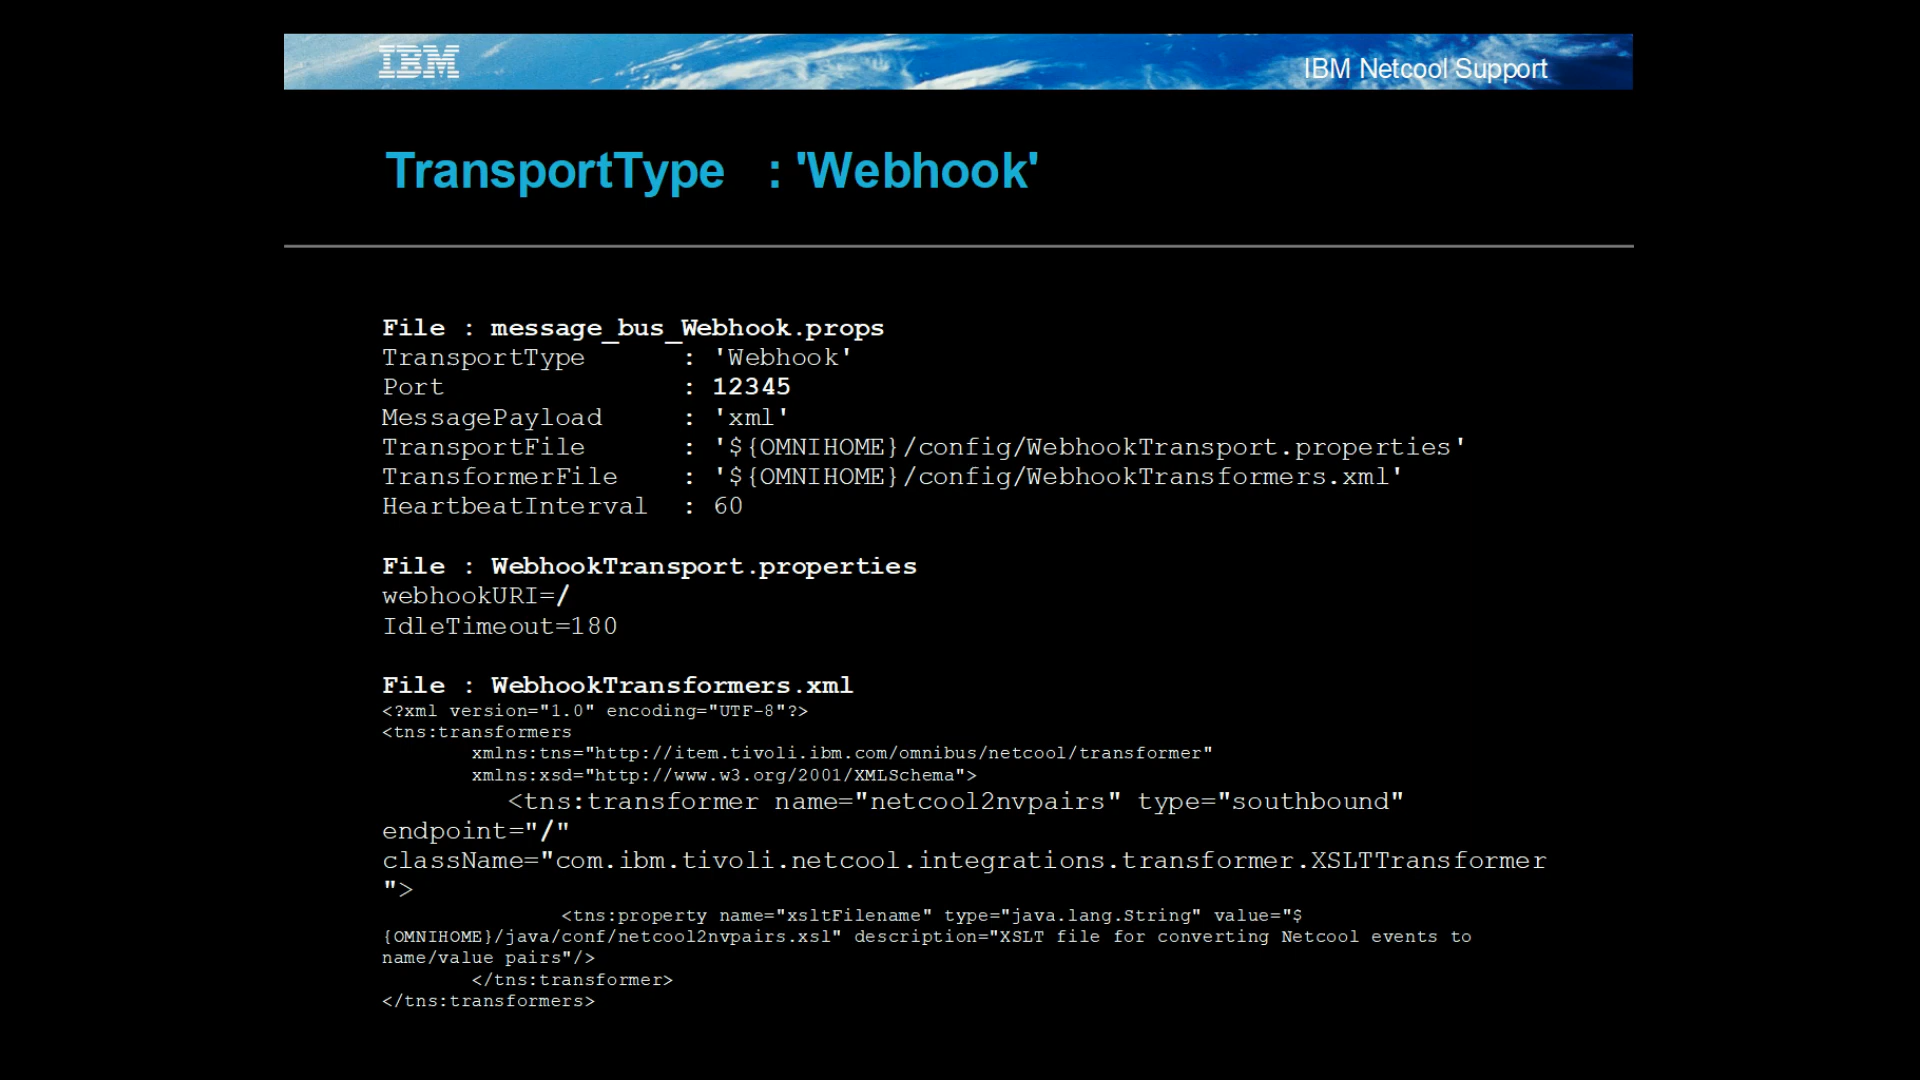 IBM
IBM Netcool Support
TransportType : 'Webhook'
File : message_bus_Webhook.props
TransportType : 'Webhook'
Port : 12345
MessagePayload : 'xml'
TransportFile : '${OMNIHOME}/config/WebhookTransport.properties'
TransformerFile : '${OMNIHOME}/config/WebhookTransformers.xml'
HeartbeatInterval : 60
File : WebhookTransport.properties
webhookURI=/
IdleTimeout=180
File : WebhookTransformers.xml
<?xml version="1.0" encoding="UTF-8"?>
<tns:transformers
xmlns:tns="http://item.tivoli.ibm.com/omnibus/netcool/transformer"
xmlns:xsd="http://www.w3.org/2001/XMLSchema">
<tns:transformer name="netcool2nvpairs" type="southbound"
endpoint="/"
className="com.ibm.tivoli.netcool.integrations.transformer.XSLTTransformer
">
<tns:property name="xsltFilename" type="java.lang.String" value="$
{OMNIHOME}/java/conf/netcool2nvpairs.xsl" description="XSLT file for converting Netcool events to
name/value pairs"/>
</tns:transformer>
</tns:transformers>